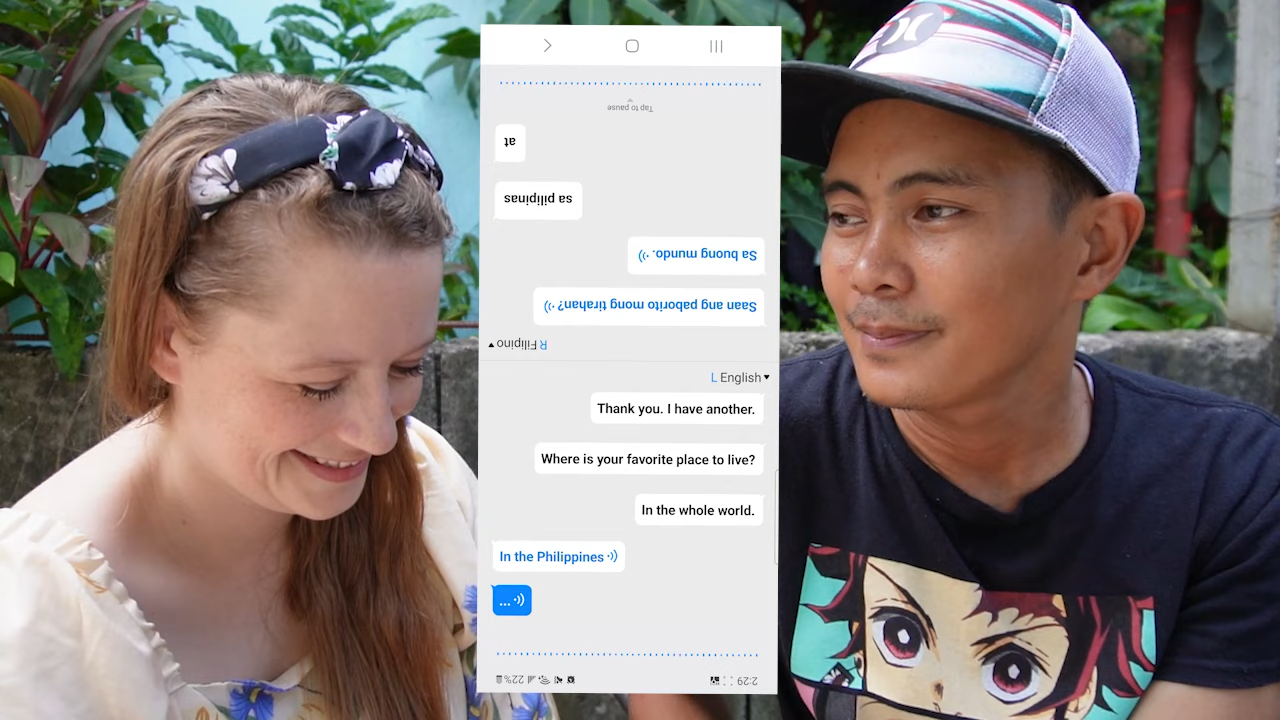 Tap to pause
at
sa pilipinas
Sa buong mundo.
Saan ang paborito mong tirahan?
R Filipino
L English
Thank you. I have another.
Where is your favorite place to live?
In the whole world.
In the Philippines
...
2:29
22%